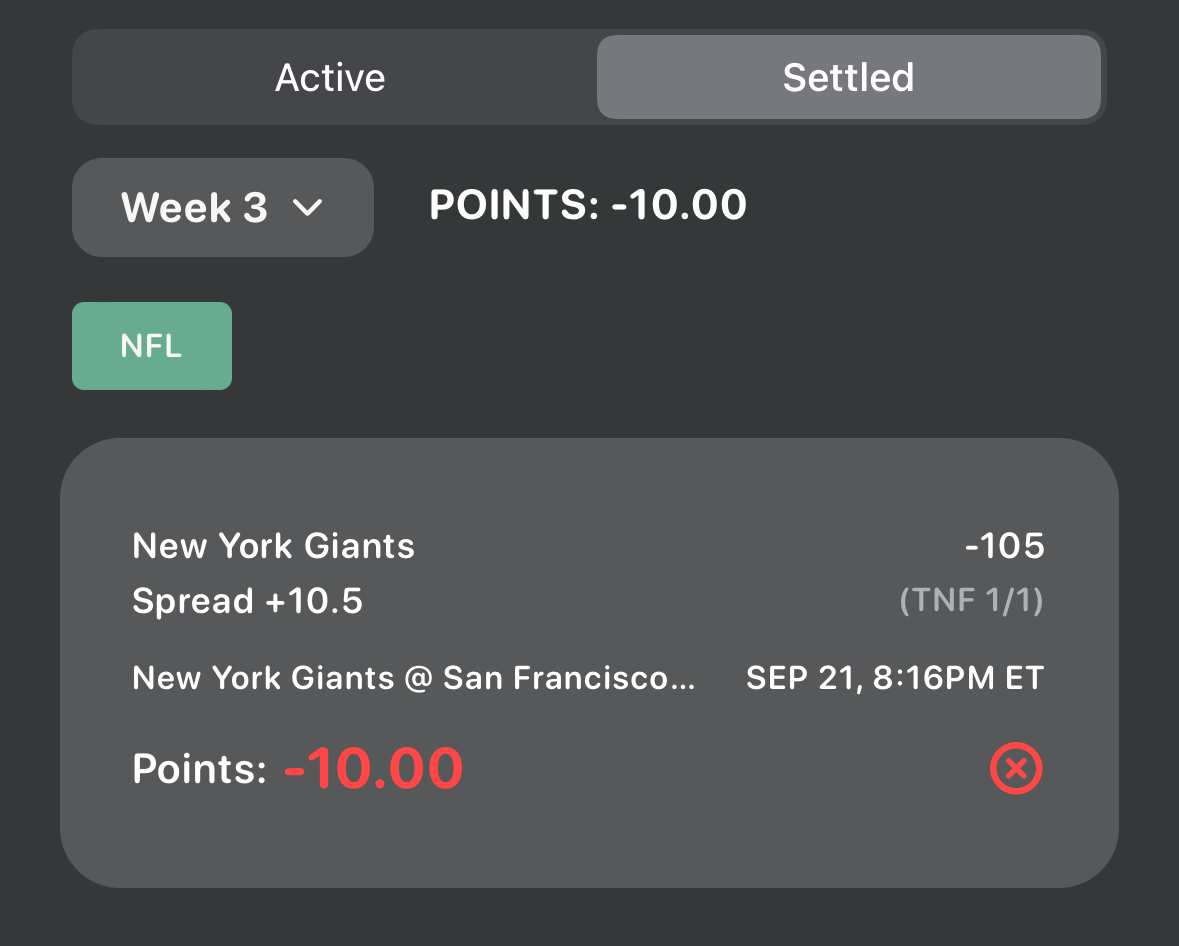 Active
Settled
Week 3
POINTS: -10.00
NFL
New York Giants
-105
Spread +10.5
(TNF 1/1)
New York Giants @ San Francisco...
SEP 21, 8:16PM ET
Points: -10.00